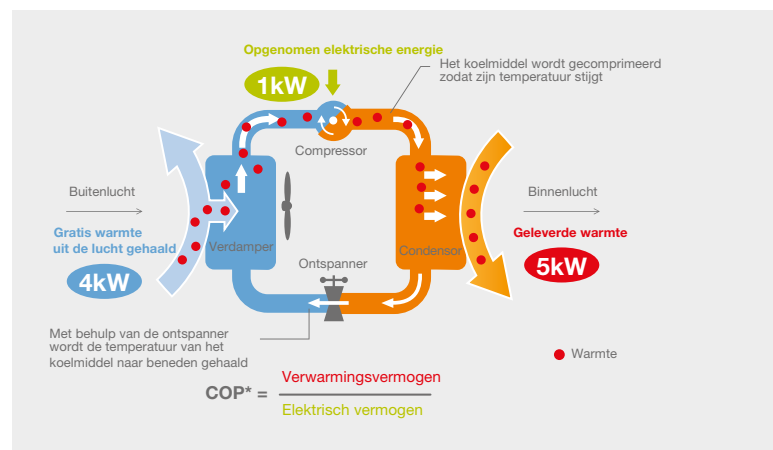 Opgenomen elektrische energie
1kW
Het koelmiddel wordt gecomprimeerd
zodat zijn temperatuur stijgt
Compressor
Buitenlucht
Gratis warmte
uit de lucht gehaald
4kW
Verdamper
Condensor
Binnenlucht
Geleverde warmte
5kW
Ontspanner
Met behulp van de ontspanner
wordt de temperatuur van het
koelmiddel naar beneden gehaald
Warmte
COP* =
Verwarmingsvermogen
Elektrisch vermogen